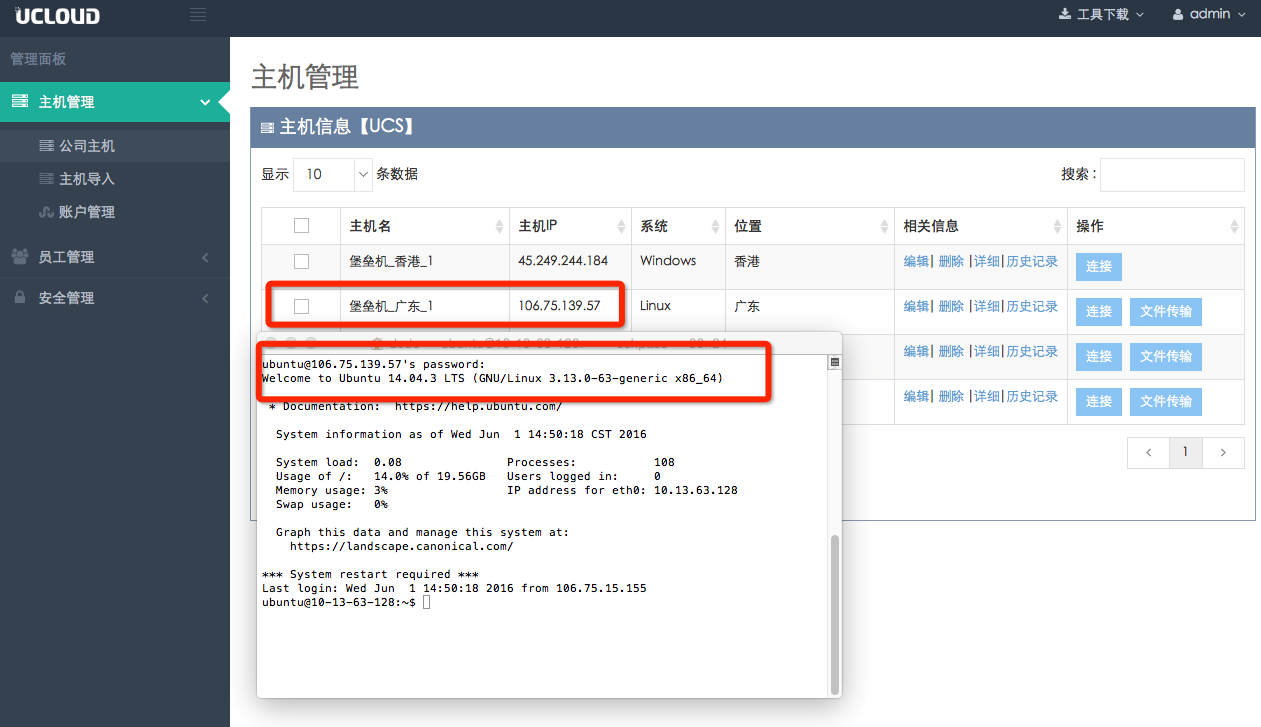 UCLOUD
工具下载 admin
管理面板
主机管理
公司主机
主机导入
账户管理
员工管理
安全管理
主机管理
主机信息【UCS】
显示 10 条数据 搜索：
主机名 主机IP 系统 位置 相关信息 操作
堡垒机_香港_1 45.249.244.184 Windows 香港 编辑| 删除 |详细|历史记录 连接
堡垒机_广东_1 106.75.139.57 Linux 广东 编辑| 删除 |详细|历史记录 连接 文件传输
编辑| 删除 |详细|历史记录 连接 文件传输
编辑| 删除 |详细|历史记录 连接 文件传输
‹ 1 ›
ubuntu@106.75.139.57's password:
Welcome to Ubuntu 14.04.3 LTS (GNU/Linux 3.13.0-63-generic x86_64)
* Documentation: https://help.ubuntu.com/
System information as of Wed Jun 1 14:50:18 CST 2016
System load: 0.08 Processes: 108
Usage of /: 14.0% of 19.56GB Users logged in: 0
Memory usage: 3% IP address for eth0: 10.13.63.128
Swap usage: 0%
Graph this data and manage this system at:
https://landscape.canonical.com/
*** System restart required ***
Last login: Wed Jun 1 14:50:18 2016 from 106.75.15.155
ubuntu@10-13-63-128:~$